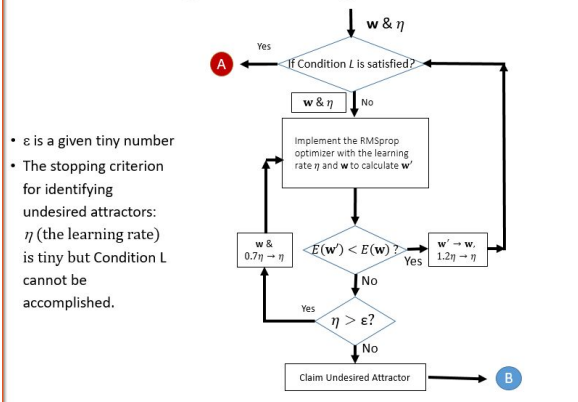 w & η
Yes
A
If Condition L is satisfied?
w & η
No
• ε is a given tiny number
• The stopping criterion
for identifying
undesired attractors:
η (the learning rate)
is tiny but Condition L
cannot be
accomplished.
Implement the RMSprop
optimizer with the learning
rate η and w to calculate w′
w &
0.7η → η
E(w′) < E(w) ?
Yes
w′ → w,
1.2η → η
No
Yes
η > ε?
No
Claim Undesired Attractor
B